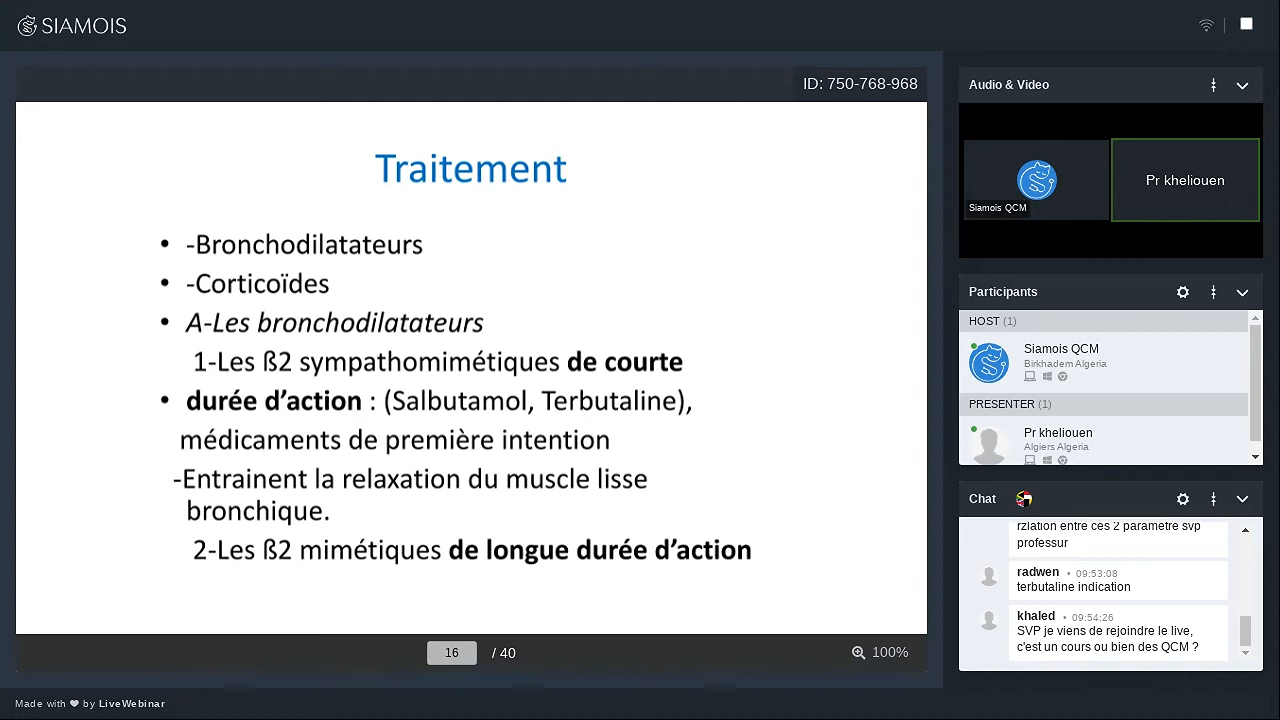 SIAMOIS
ID: 750-768-968
Traitement
• -Bronchodilatateurs
• -Corticoïdes
• A-Les bronchodilatateurs
1-Les ß2 sympathomimétiques de courte
• durée d’action : (Salbutamol, Terbutaline),
médicaments de première intention
-Entrainent la relaxation du muscle lisse
bronchique.
2-Les ß2 mimétiques de longue durée d’action
16 / 40
100%
Audio & Video
Siamois QCM
Pr kheliouen
Participants
HOST (1)
Siamois QCM
Birkhadem Algeria
PRESENTER (1)
Pr kheliouen
Algiers Algeria
Chat
rzlation entre ces 2 parametre svp
professur
radwen • 09:53:08
terbutaline indication
khaled • 09:54:26
SVP je viens de rejoindre le live,
c'est un cours ou bien des QCM ?
Made with ❤ by LiveWebinar